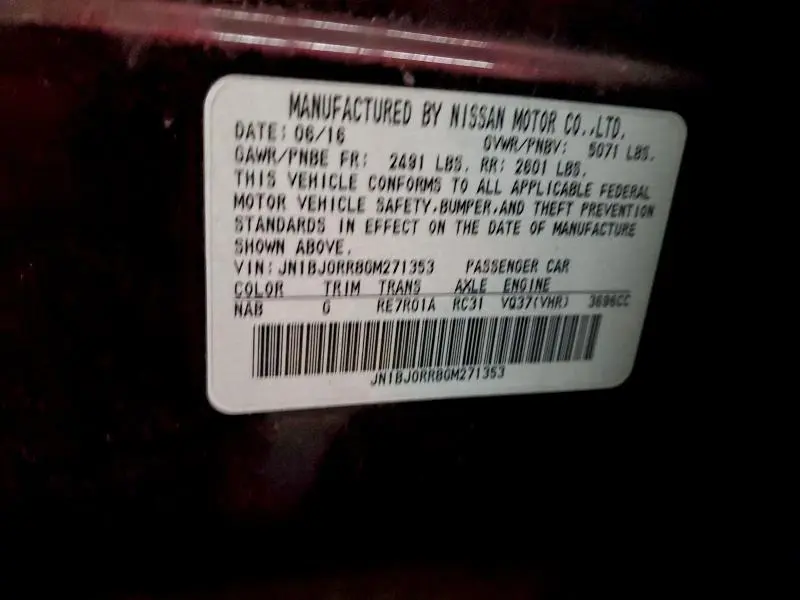 MANUFACTURED BY NISSAN MOTOR CO.,LTD.
DATE: 06/16 GVWR/PNBV: 5071 LBS.
GAWR/PNBE FR: 2491 LBS. RR: 2601 LBS.
THIS VEHICLE CONFORMS TO ALL APPLICABLE FEDERAL
MOTOR VEHICLE SAFETY,BUMPER,AND THEFT PREVENTION
STANDARDS IN EFFECT ON THE DATE OF MANUFACTURE
SHOWN ABOVE.
VIN: JN1BJ0RR8GM271353 PASSENGER CAR
COLOR TRIM TRANS AXLE ENGINE
NAB G RE7R01A RC31 VQ37(VHR) 3696CC
JN1BJ0RR8GM271353